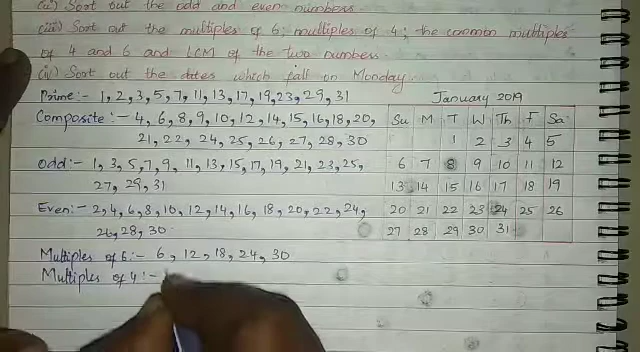 (ii) Sort out the odd and even numbers.
(iii) Sort out the multiples of 6; multiples of 4; the common multiples
of 4 and 6 and LCM of the two numbers.
(iv) Sort out the dates which fall on Monday.
Prime:- 1, 2, 3, 5, 7, 11, 13, 17, 19, 23, 29, 31
Composite:- 4, 6, 8, 9, 10, 12, 14, 15, 16, 18, 20,
21, 22, 24, 25, 26, 27, 28, 30
Odd:- 1, 3, 5, 7, 9, 11, 13, 15, 17, 19, 21, 23, 25,
27, 29, 31
Even:- 2, 4, 6, 8, 10, 12, 14, 16, 18, 20, 22, 24,
26, 28, 30.
Multiples of 6:- 6, 12, 18, 24, 30
Multiples of 4:-
January 2019
Su M T W Th F Sa
1 2 3 4 5
6 7 8 9 10 11 12
13 14 15 16 17 18 19
20 21 22 23 24 25 26
27 28 29 30 31